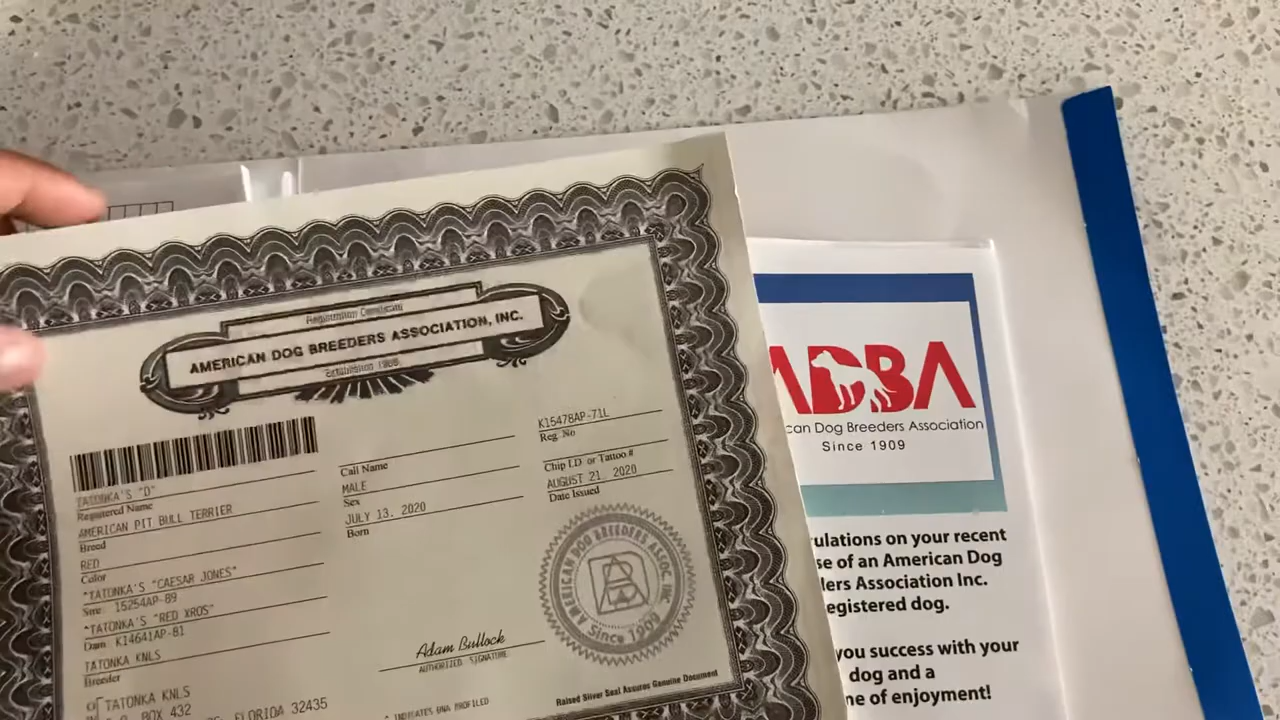 Registration Certificate
AMERICAN DOG BREEDERS ASSOCIATION, INC.
Established 1909
TATONKA'S "D"
Registered Name
AMERICAN PIT BULL TERRIER
Breed
RED
Color
*TATONKA'S "CAESAR JONES"
Sire 15254AP-89
*TATONKA'S "RED XROS"
Dam K14641AP-81
TATONKA KNLS
Breeder
TATONKA KNLS
BOX 432
FLORIDA 32435
Call Name
MALE
Sex
JULY 13, 2020
Born
K15478AP-71L
Reg. No
Chip I.D. or Tattoo #
AUGUST 21, 2020
Date Issued
AMERICAN DOG BREEDERS ASSOC. INC.
Since 1909
Adam Bullock
AUTHORIZED SIGNATURE
* INDICATES DNA PROFILED
Raised Silver Seal Assures Genuine Document
ADBA
can Dog Breeders Association
Since 1909
ulations on your recent
se of an American Dog
lers Association Inc.
egistered dog.
you success with your
dog and a
ne of enjoyment!